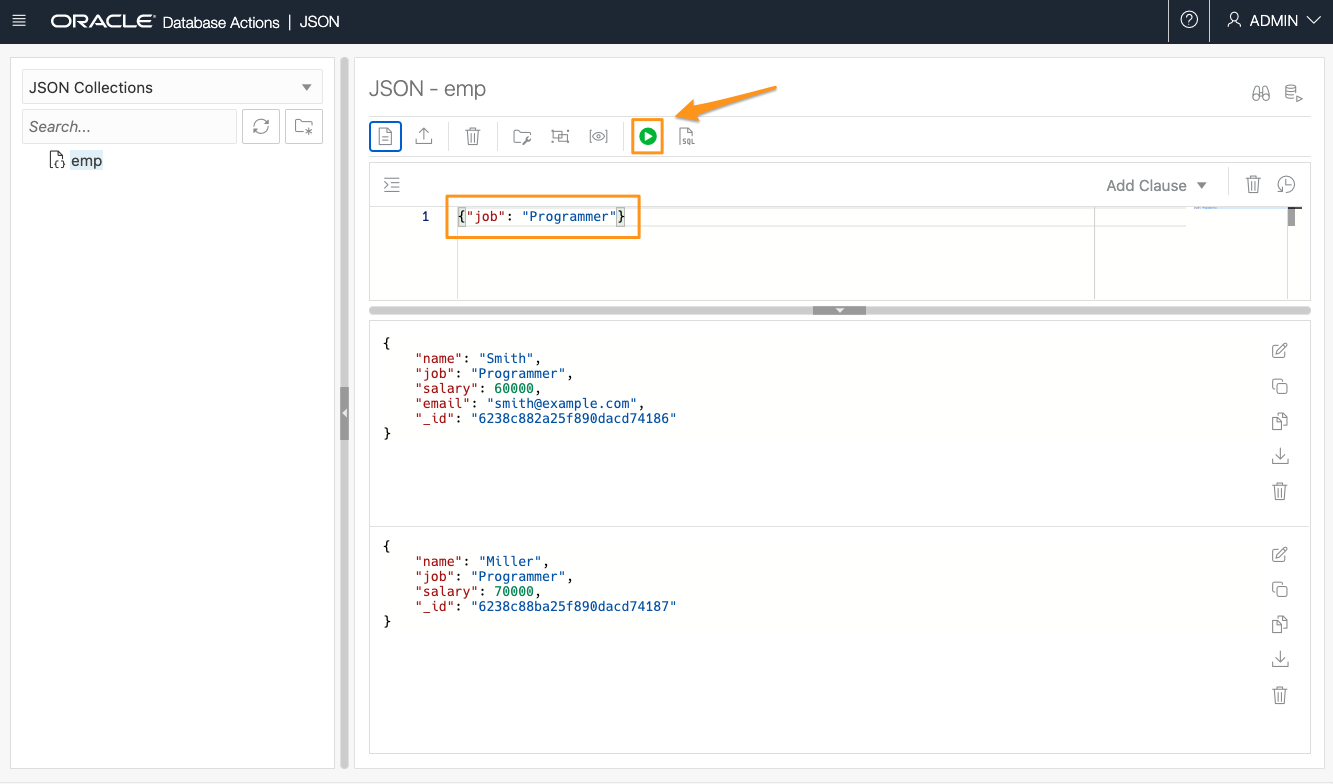 ORACLE Database Actions | JSON
ADMIN
JSON Collections
Search...
emp
JSON - emp
SQL
Add Clause
1 {"job": "Programmer"}
{
"name": "Smith",
"job": "Programmer",
"salary": 60000,
"email": "smith@example.com",
"_id": "6238c882a25f890dacd74186"
}
{
"name": "Miller",
"job": "Programmer",
"salary": 70000,
"_id": "6238c88ba25f890dacd74187"
}